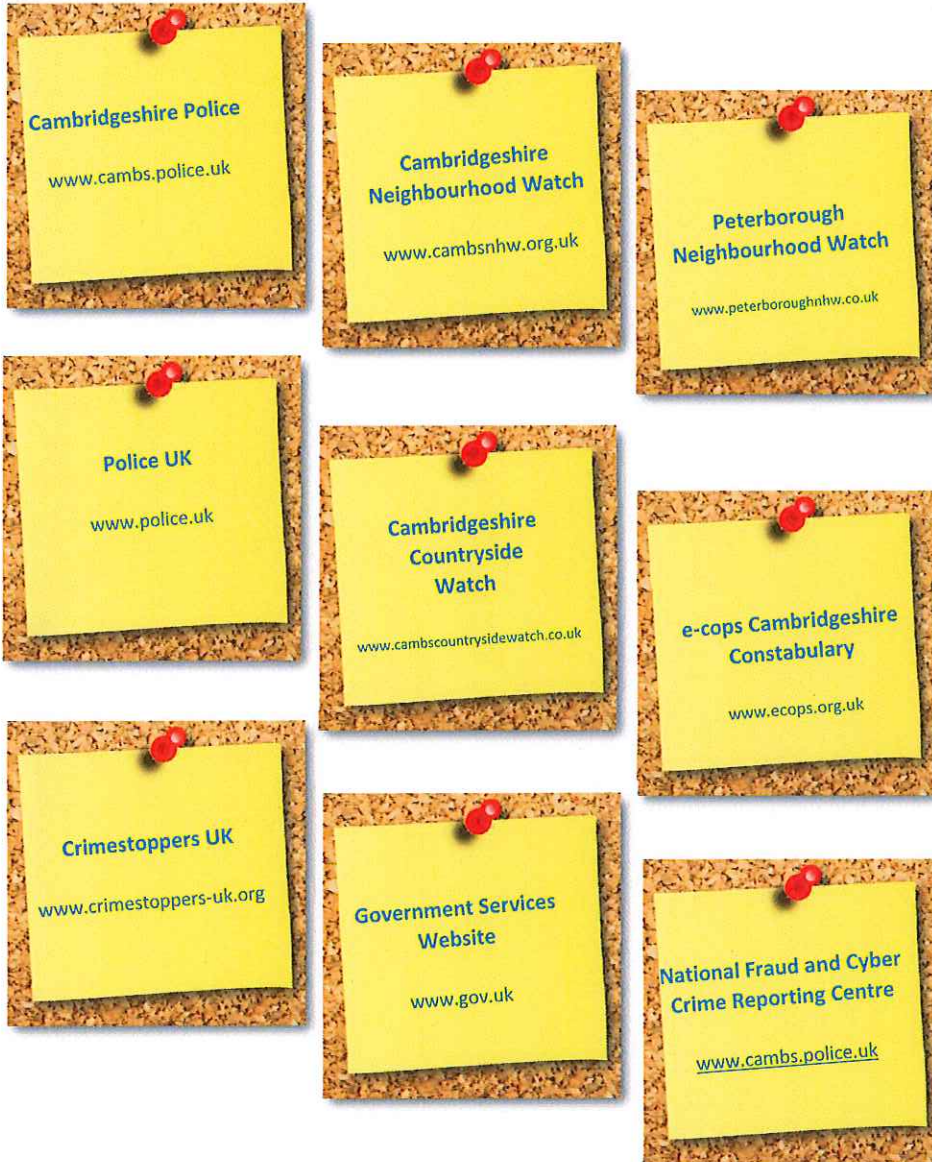 Cambridgeshire Police
www.cambs.police.uk
Cambridgeshire
Neighbourhood Watch
www.cambsnhw.org.uk
Peterborough
Neighbourhood Watch
www.peterboroughnhw.co.uk
Police UK
www.police.uk
Cambridgeshire
Countryside
Watch
www.cambscountrysidewatch.co.uk
e-cops Cambridgeshire
Constabulary
www.ecops.org.uk
Crimestoppers UK
www.crimestoppers-uk.org
Government Services
Website
www.gov.uk
National Fraud and Cyber
Crime Reporting Centre
www.cambs.police.uk